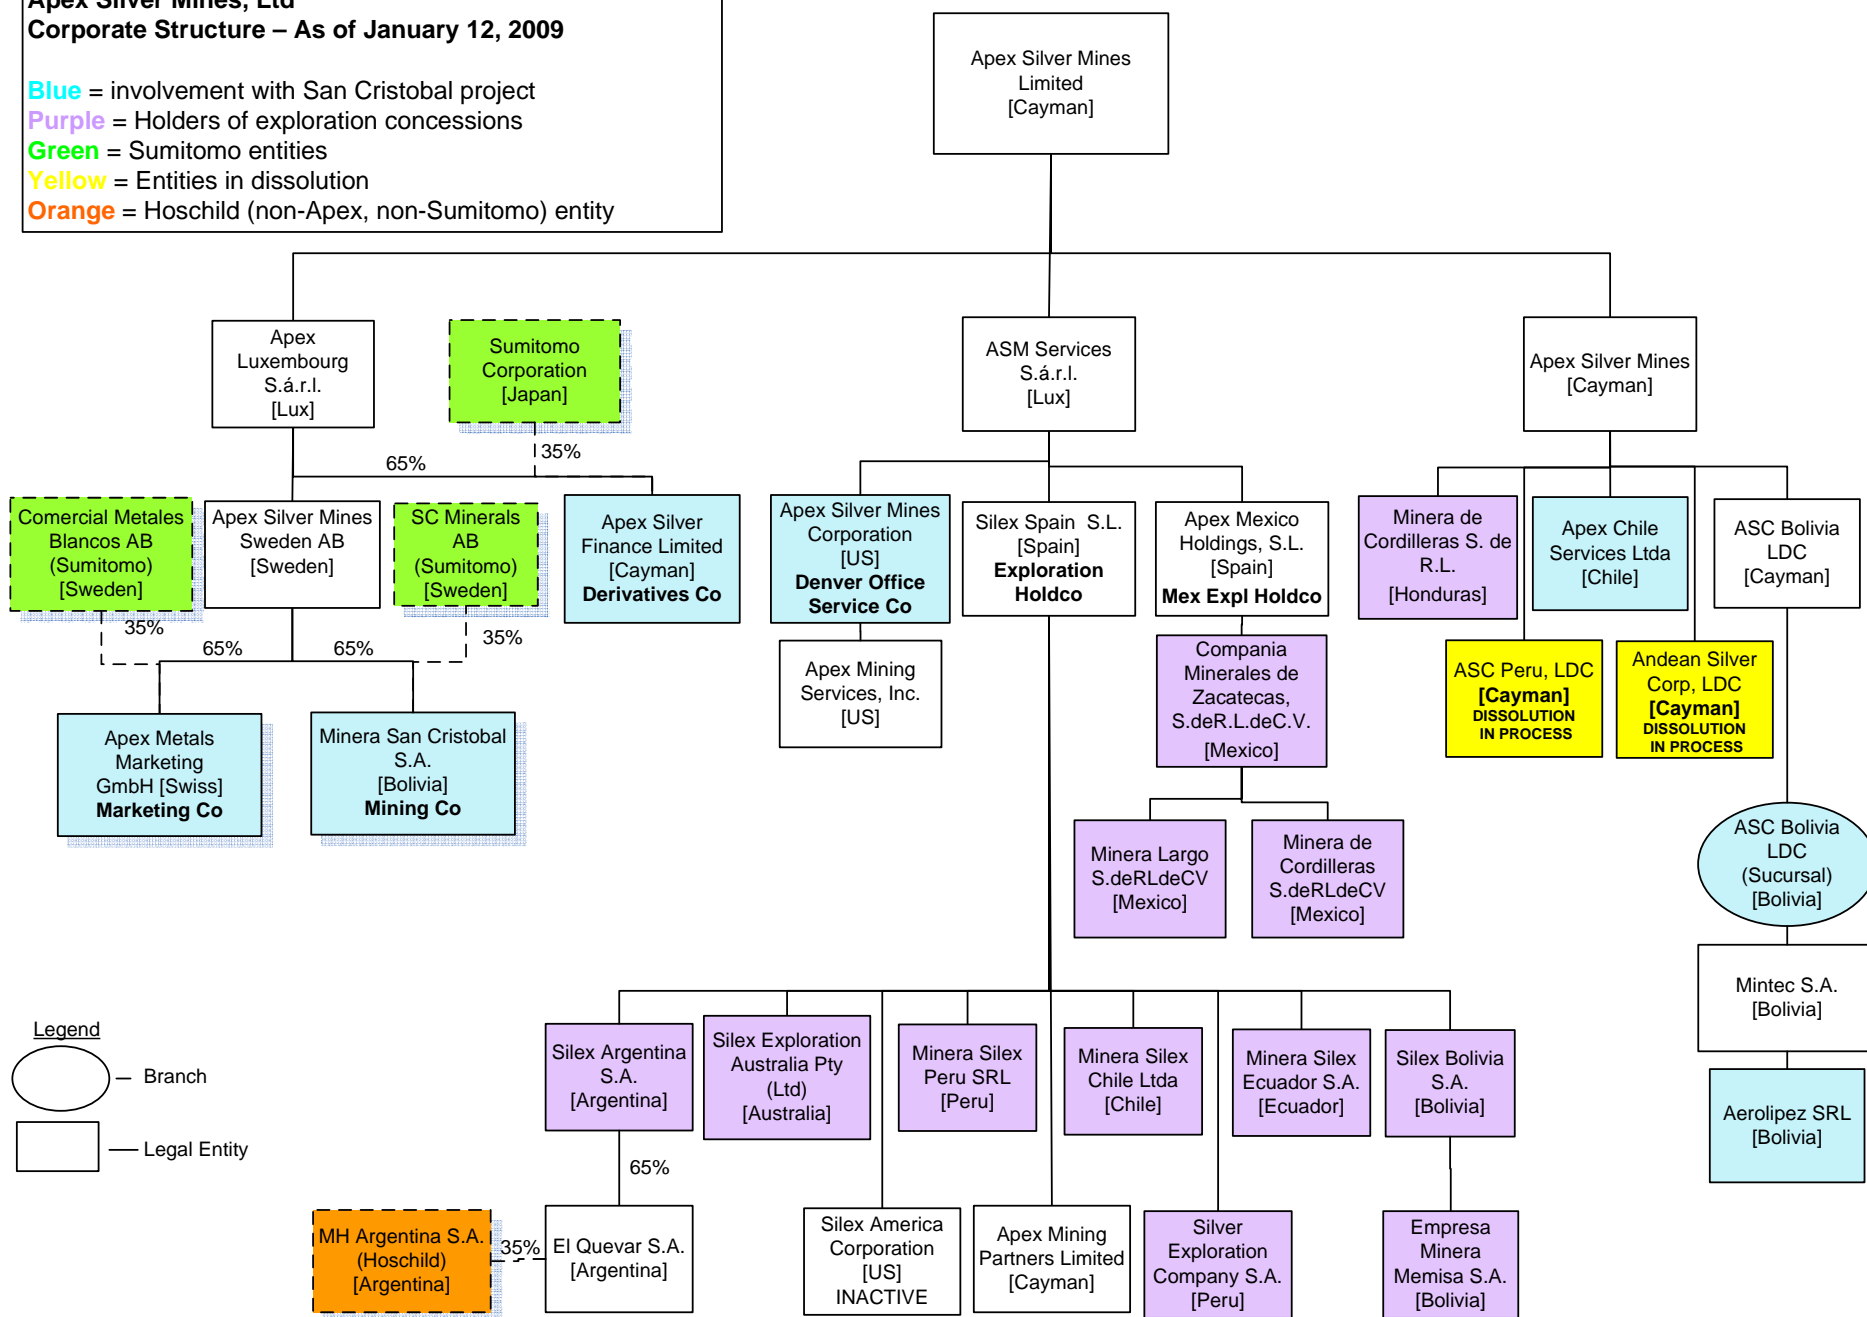 Apex Silver Mines, Ltd
Corporate Structure – As of January 12, 2009
Blue = involvement with San Cristobal project
Purple = Holders of exploration concessions
Green = Sumitomo entities
Yellow = Entities in dissolution
Orange = Hoschild (non-Apex, non-Sumitomo) entity
Apex Silver Mines
Limited
[Cayman]
Apex
Luxembourg
S.á.r.l.
[Lux]
Sumitomo
Corporation
[Japan]
ASM Services
S.á.r.l.
[Lux]
Apex Silver Mines
[Cayman]
65%
35%
Comercial Metales
Blancos AB
(Sumitomo)
[Sweden]
Apex Silver Mines
Sweden AB
[Sweden]
SC Minerals
AB
(Sumitomo)
[Sweden]
Apex Silver
Finance Limited
[Cayman]
Derivatives Co
Apex Silver Mines
Corporation
[US]
Denver Office
Service Co
Silex Spain S.L.
[Spain]
Exploration
Holdco
Apex Mexico
Holdings, S.L.
[Spain]
Mex Expl Holdco
Minera de
Cordilleras S. de
R.L.
[Honduras]
Apex Chile
Services Ltda
[Chile]
ASC Bolivia
LDC
[Cayman]
35%
65%
65%
35%
Apex Metals
Marketing
GmbH [Swiss]
Marketing Co
Minera San Cristobal
S.A.
[Bolivia]
Mining Co
Apex Mining
Services, Inc.
[US]
Compania
Minerales de
Zacatecas,
S.deR.L.deC.V.
[Mexico]
ASC Peru, LDC
[Cayman]
DISSOLUTION
IN PROCESS
Andean Silver
Corp, LDC
[Cayman]
DISSOLUTION
IN PROCESS
Minera Largo
S.deRLdeCV
[Mexico]
Minera de
Cordilleras
S.deRLdeCV
[Mexico]
ASC Bolivia
LDC
(Sucursal)
[Bolivia]
Mintec S.A.
[Bolivia]
Aerolipez SRL
[Bolivia]
Legend
Branch
Legal Entity
Silex Argentina
S.A.
[Argentina]
Silex Exploration
Australia Pty
(Ltd)
[Australia]
Minera Silex
Peru SRL
[Peru]
Minera Silex
Chile Ltda
[Chile]
Minera Silex
Ecuador S.A.
[Ecuador]
Silex Bolivia
S.A.
[Bolivia]
65%
MH Argentina S.A.
(Hoschild)
[Argentina]
35%
El Quevar S.A.
[Argentina]
Silex America
Corporation
[US]
INACTIVE
Apex Mining
Partners Limited
[Cayman]
Silver
Exploration
Company S.A.
[Peru]
Empresa
Minera
Memisa S.A.
[Bolivia]